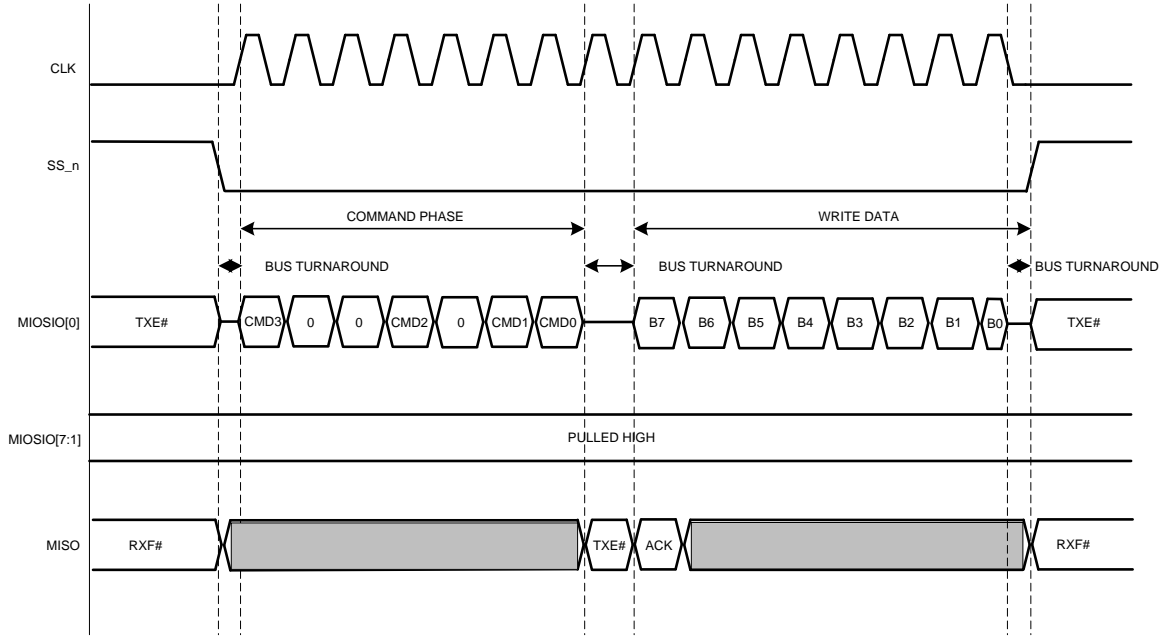 CLK
SS_n
COMMAND PHASE WRITE DATA
BUS TURNAROUND BUS TURNAROUND BUS TURNAROUND
MIOSIO[0] TXE# CMD3 0 0 CMD2 0 CMD1 CMD0 B7 B6 B5 B4 B3 B2 B1 B0 TXE#
MIOSIO[7:1] PULLED HIGH
MISO RXF# TXE# ACK RXF#